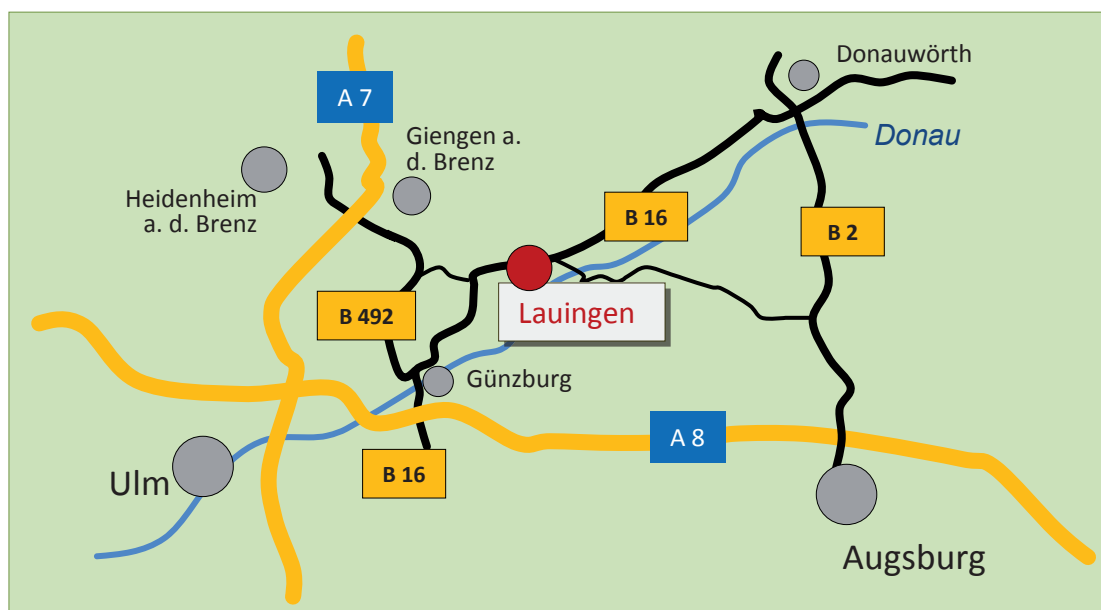 Donauwörth
A 7
Donau
Giengen a.
d. Brenz
Heidenheim
a. d. Brenz
B 16
B 2
Lauingen
B 492
Günzburg
A 8
B 16
Ulm
Augsburg